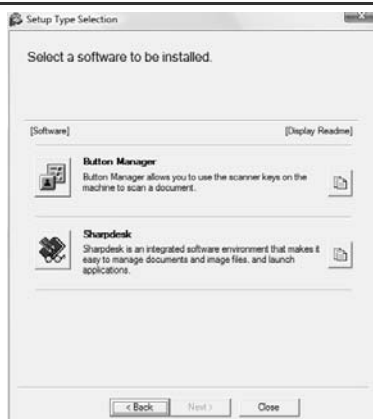 Setup Type Selection
Select a software to be installed.
[Software] [Display Readme]
Button Manager
Button Manager allows you to use the scanner keys on the
machine to scan a document.
Sharpdesk
Sharpdesk is an integrated software environment that makes it
easy to manage documents and image files, and launch
applications.
< Back Next > Close